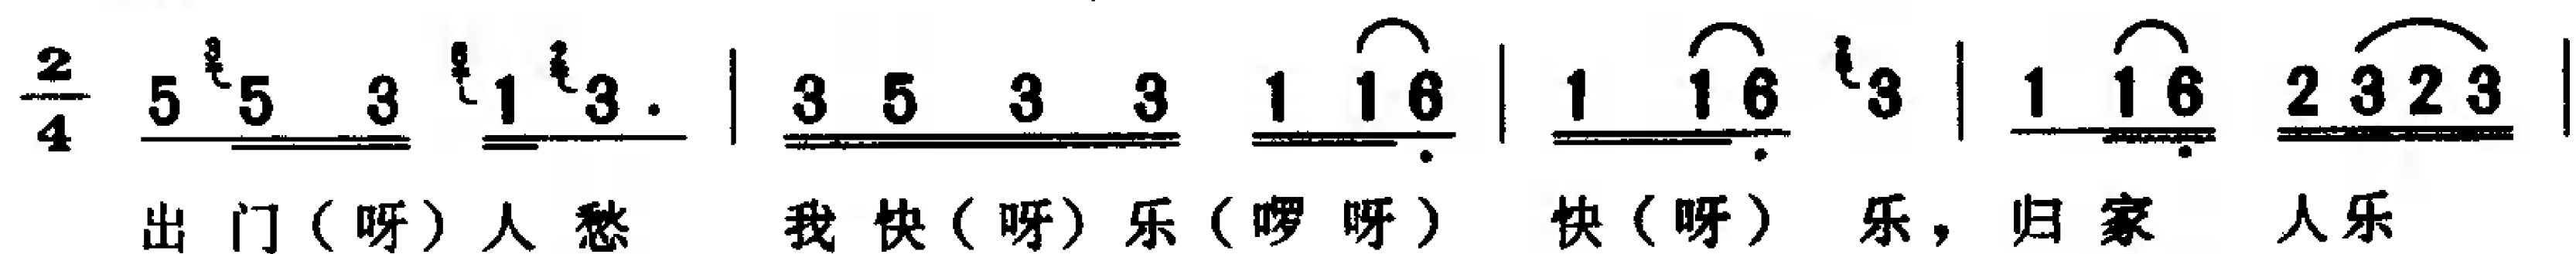 2/4 5 5 3 1 3 . | 3 5 3 3 1 1 6 | 1 1 6 3 | 1 1 6 2 3 2 3 |
出 门（呀）人 愁 我 快（呀）乐（啰 呀） 快（呀） 乐，归 家 人 乐